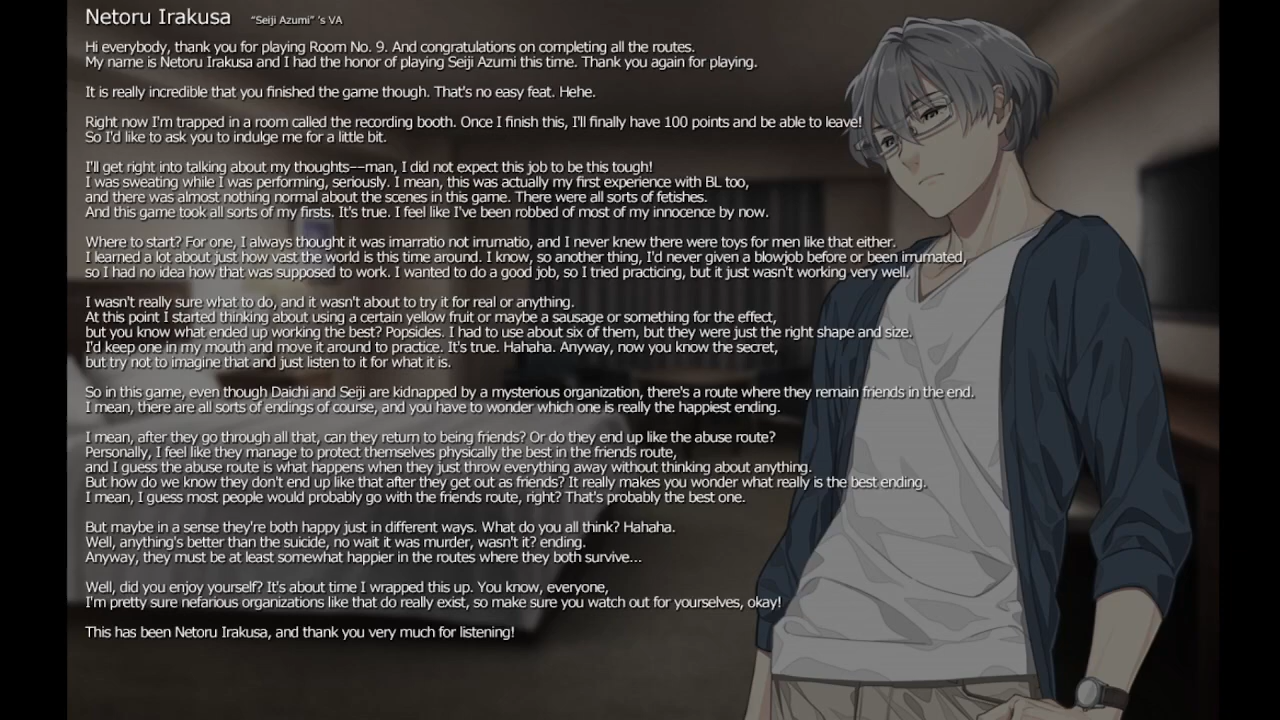 Netoru Irakusa "Seiji Azumi" 's VA
Hi everybody, thank you for playing Room No. 9. And congratulations on completing all the routes.
My name is Netoru Irakusa and I had the honor of playing Seiji Azumi this time. Thank you again for playing.
It is really incredible that you finished the game though. That's no easy feat. Hehe.
Right now I'm trapped in a room called the recording booth. Once I finish this, I'll finally have 100 points and be able to leave!
So I'd like to ask you to indulge me for a little bit.
I'll get right into talking about my thoughts––man, I did not expect this job to be this tough!
I was sweating while I was performing, seriously. I mean, this was actually my first experience with BL too,
and there was almost nothing normal about the scenes in this game. There were all sorts of fetishes.
And this game took all sorts of my firsts. It's true. I feel like I've been robbed of most of my innocence by now.
Where to start? For one, I always thought it was imarratio not irrumatio, and I never knew there were toys for men like that either.
I learned a lot about just how vast the world is this time around. I know, so another thing, I'd never given a blowjob before or been irrumated,
so I had no idea how that was supposed to work. I wanted to do a good job, so I tried practicing, but it just wasn't working very well.
I wasn't really sure what to do, and it wasn't about to try it for real or anything.
At this point I started thinking about using a certain yellow fruit or maybe a sausage or something for the effect,
but you know what ended up working the best? Popsicles. I had to use about six of them, but they were just the right shape and size.
I'd keep one in my mouth and move it around to practice. It's true. Hahaha. Anyway, now you know the secret,
but try not to imagine that and just listen to it for what it is.
So in this game, even though Daichi and Seiji are kidnapped by a mysterious organization, there's a route where they remain friends in the end.
I mean, there are all sorts of endings of course, and you have to wonder which one is really the happiest ending.
I mean, after they go through all that, can they return to being friends? Or do they end up like the abuse route?
Personally, I feel like they manage to protect themselves physically the best in the friends route,
and I guess the abuse route is what happens when they just throw everything away without thinking about anything.
But how do we know they don't end up like that after they get out as friends? It really makes you wonder what really is the best ending.
I mean, I guess most people would probably go with the friends route, right? That's probably the best one.
But maybe in a sense they're both happy just in different ways. What do you all think? Hahaha.
Well, anything's better than the suicide, no wait it was murder, wasn't it? ending.
Anyway, they must be at least somewhat happier in the routes where they both survive...
Well, did you enjoy yourself? It's about time I wrapped this up. You know, everyone,
I'm pretty sure nefarious organizations like that do really exist, so make sure you watch out for yourselves, okay!
This has been Netoru Irakusa, and thank you very much for listening!